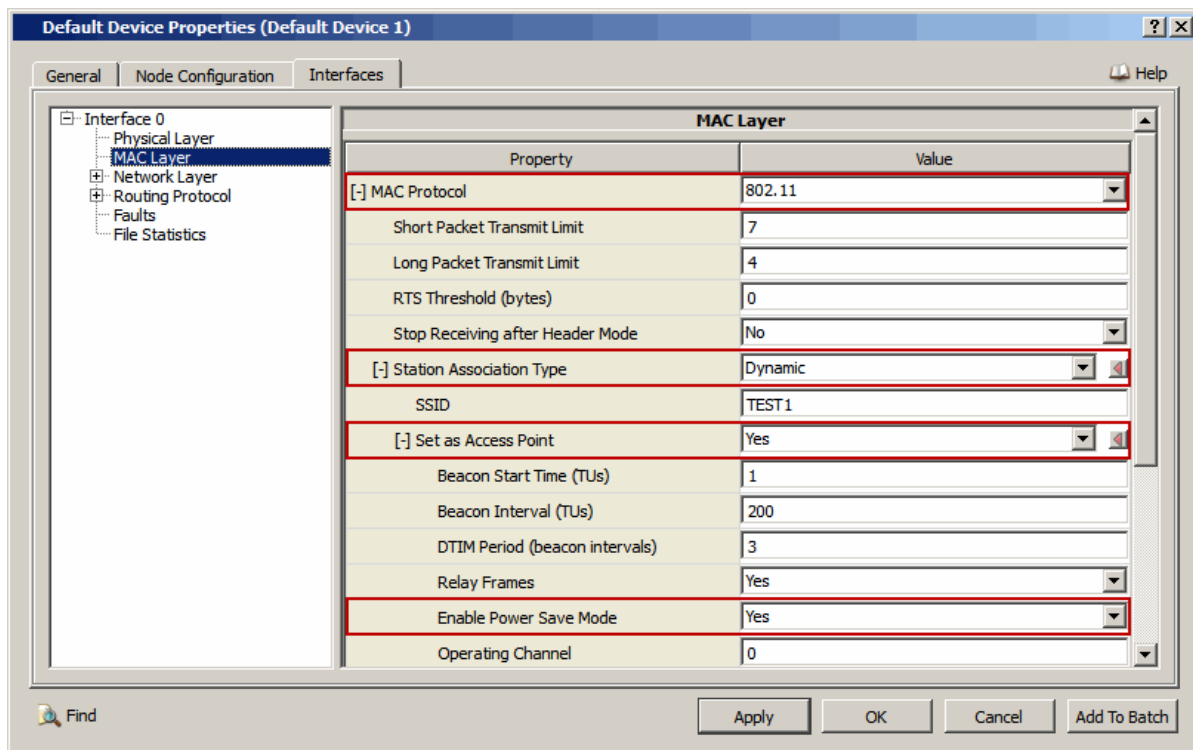 Default Device Properties (Default Device 1)
General Node Configuration Interfaces Help
Interface 0
Physical Layer
MAC Layer
Network Layer
Routing Protocol
Faults
File Statistics
MAC Layer
Property Value
[-] MAC Protocol 802.11
Short Packet Transmit Limit 7
Long Packet Transmit Limit 4
RTS Threshold (bytes) 0
Stop Receiving after Header Mode No
[-] Station Association Type Dynamic
SSID TEST1
[-] Set as Access Point Yes
Beacon Start Time (TUs) 1
Beacon Interval (TUs) 200
DTIM Period (beacon intervals) 3
Relay Frames Yes
Enable Power Save Mode Yes
Operating Channel 0
Find Apply OK Cancel Add To Batch